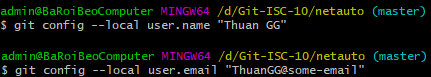 admin@BaRoiBeoComputer MINGW64 /d/Git-ISC-10/netauto (master)
$ git config --local user.name "Thuan GG"
admin@BaRoiBeoComputer MINGW64 /d/Git-ISC-10/netauto (master)
$ git config --local user.email "ThuanGG@some-email"